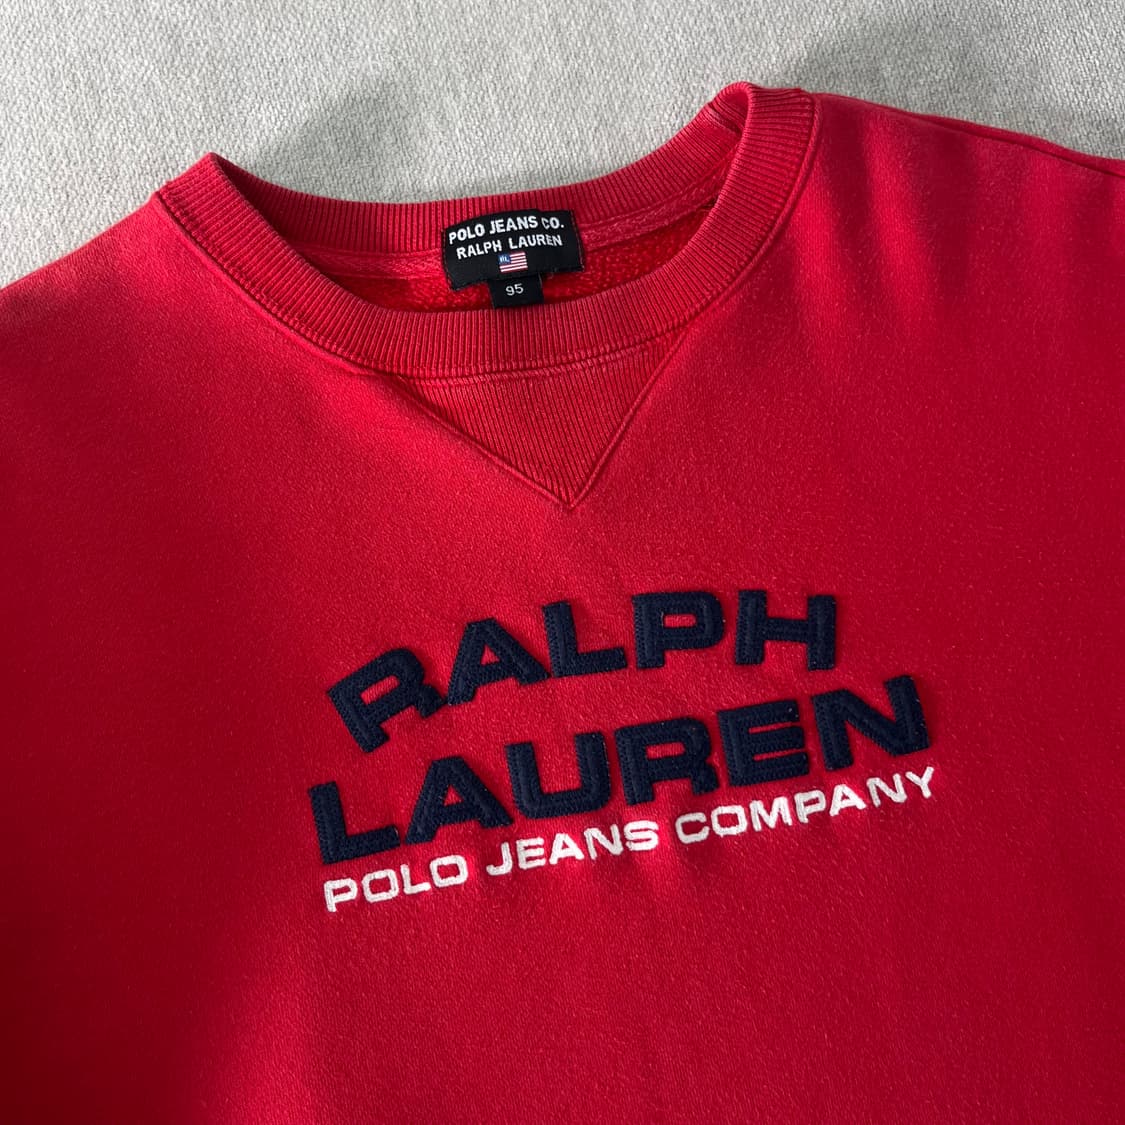 POLO JEANS CO.
RALPH LAUREN
RL
95
RALPH
LAUREN
POLO JEANS COMPANY